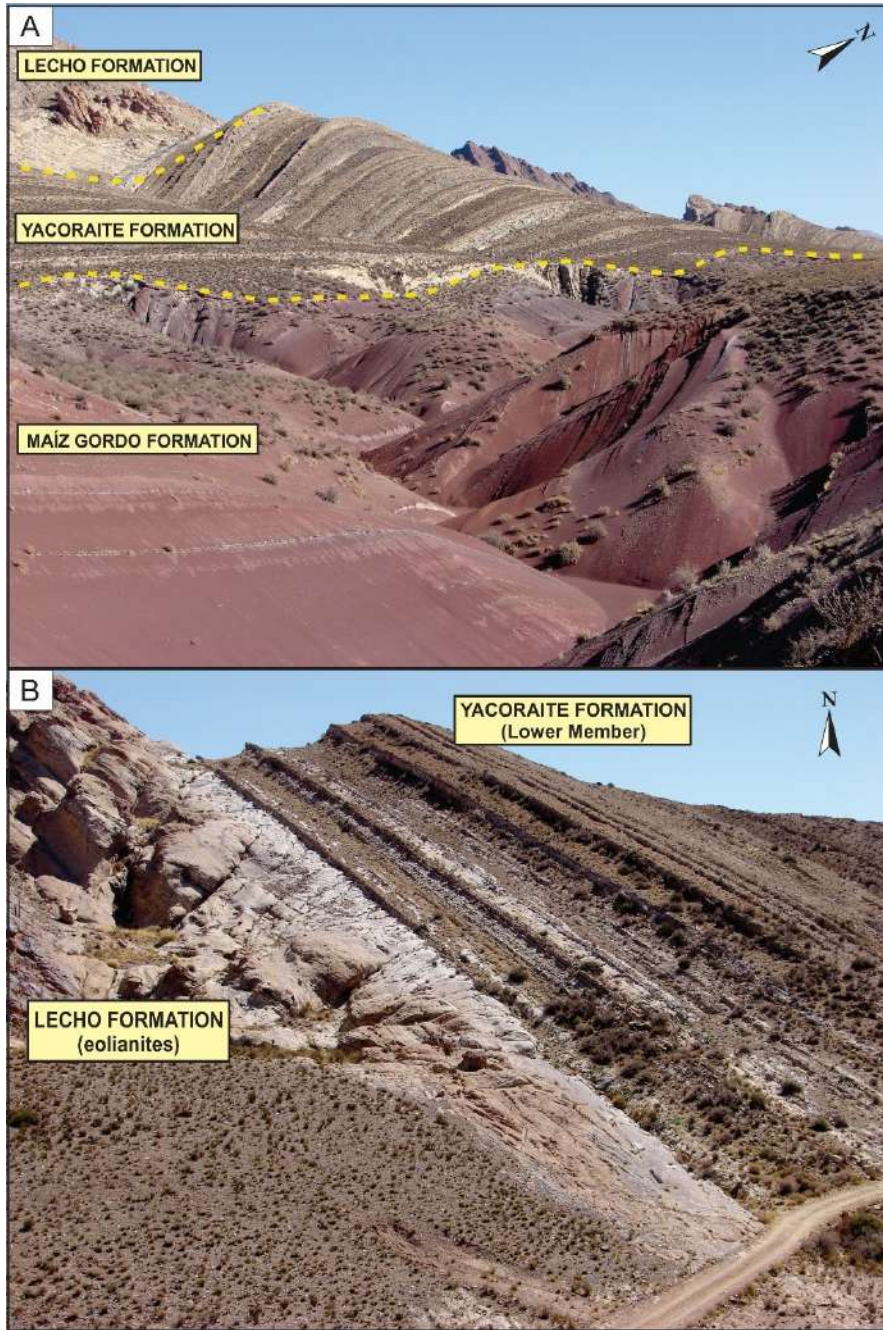 A
N
LECHO FORMATION
YACORAITE FORMATION
MAÍZ GORDO FORMATION
B
YACORAITE FORMATION
(Lower Member)
N
LECHO FORMATION
(eolianites)